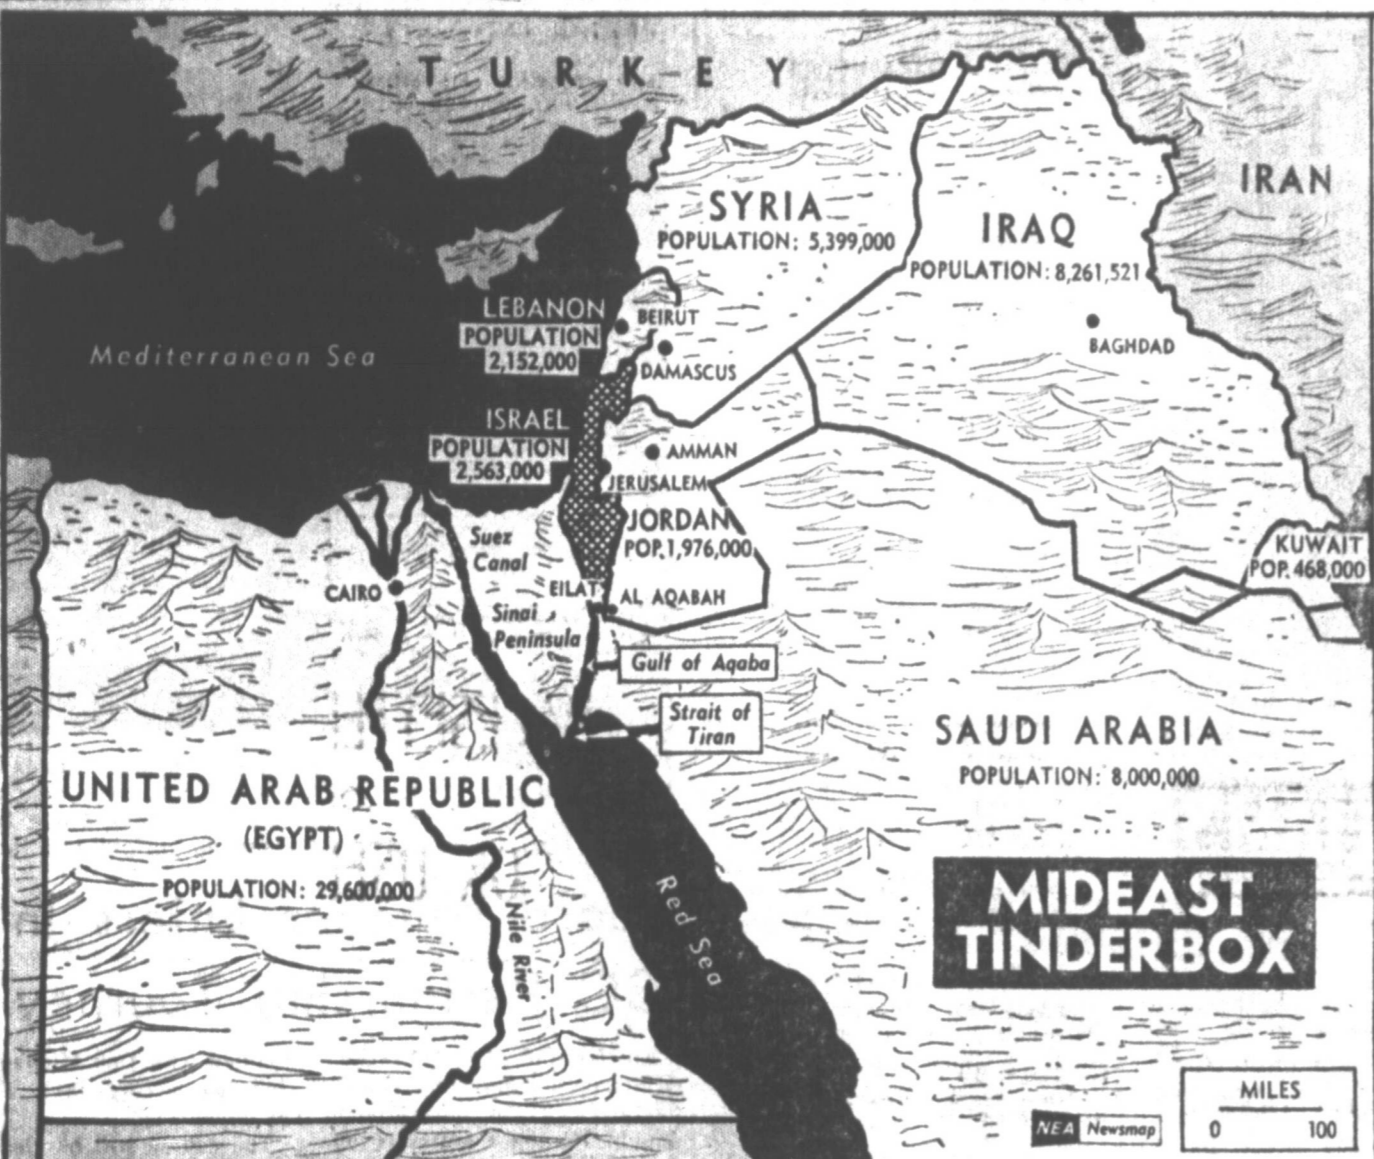 TURKEY
IRAN
SYRIA
POPULATION: 5,399,000
IRAQ
POPULATION: 8,261,521
LEBANON
POPULATION
2,152,000
BEIRUT
BAGHDAD
Mediterranean Sea
DAMASCUS
ISRAEL
POPULATION
2,563,000
AMMAN
JERUSALEM
JORDAN
POP. 1,976,000
Suez
Canal
KUWAIT
POP. 468,000
CAIRO
EILAT
AL AQABAH
Sinai
Peninsula
Gulf of Aqaba
Strait of
Tiran
SAUDI ARABIA
POPULATION: 8,000,000
UNITED ARAB REPUBLIC
(EGYPT)
POPULATION: 29,600,000
Nile River
Red Sea
MIDEAST
TINDERBOX
MILES
0 100
NEA Newsmap